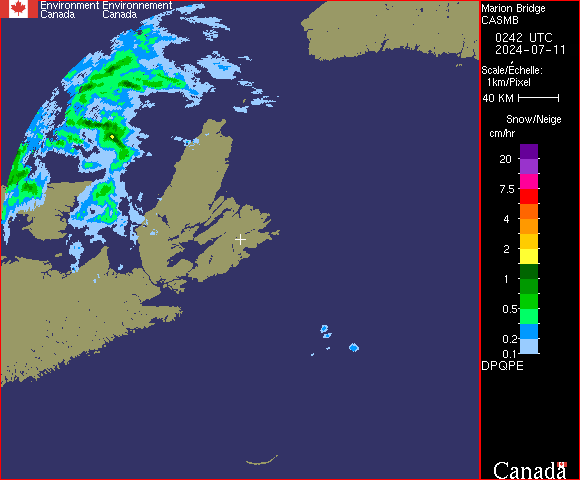 Environment Environnement
Canada Canada
Marion Bridge
CASMB
0242 UTC
2024-07-11
Scale/Échelle:
1km/Pixel
40 KM
Snow/Neige
cm/hr
20
7.5
4
2
1
0.5
0.2
0.1
DPQPE
Canada